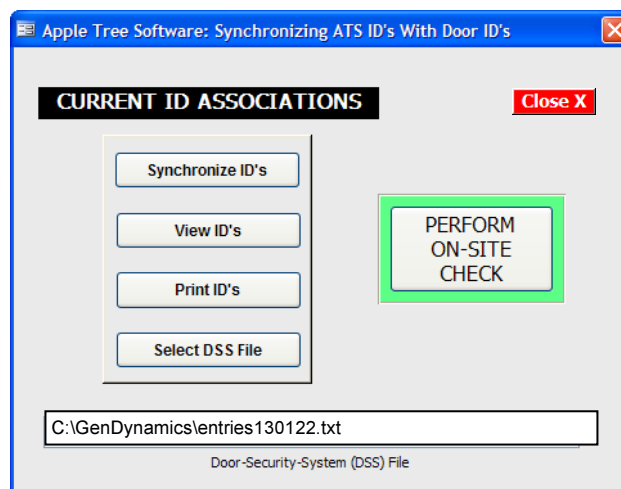 Apple Tree Software: Synchronizing ATS ID's With Door ID's
CURRENT ID ASSOCIATIONS
Close X
Synchronize ID's
View ID's
Print ID's
Select DSS File
PERFORM
ON-SITE
CHECK
C:\GenDynamics\entries130122.txt
Door-Security-System (DSS) File